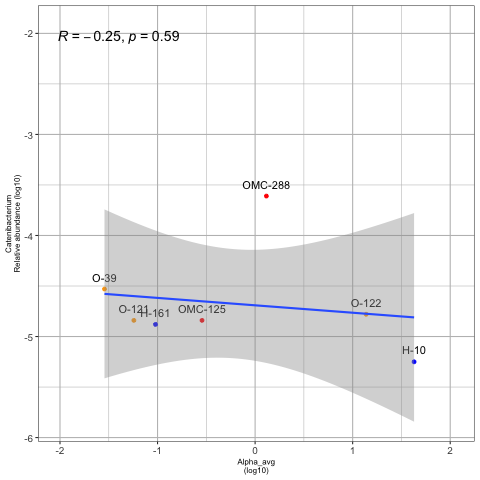 R = −0.25, p = 0.59
-2
-3
-4
-5
-6
Catenibacterium
Relative abundance (log10)
OMC-288
O-39
O-121
H-161
OMC-125
O-122
H-10
-2
-1
0
1
2
Alpha_avg
(log10)